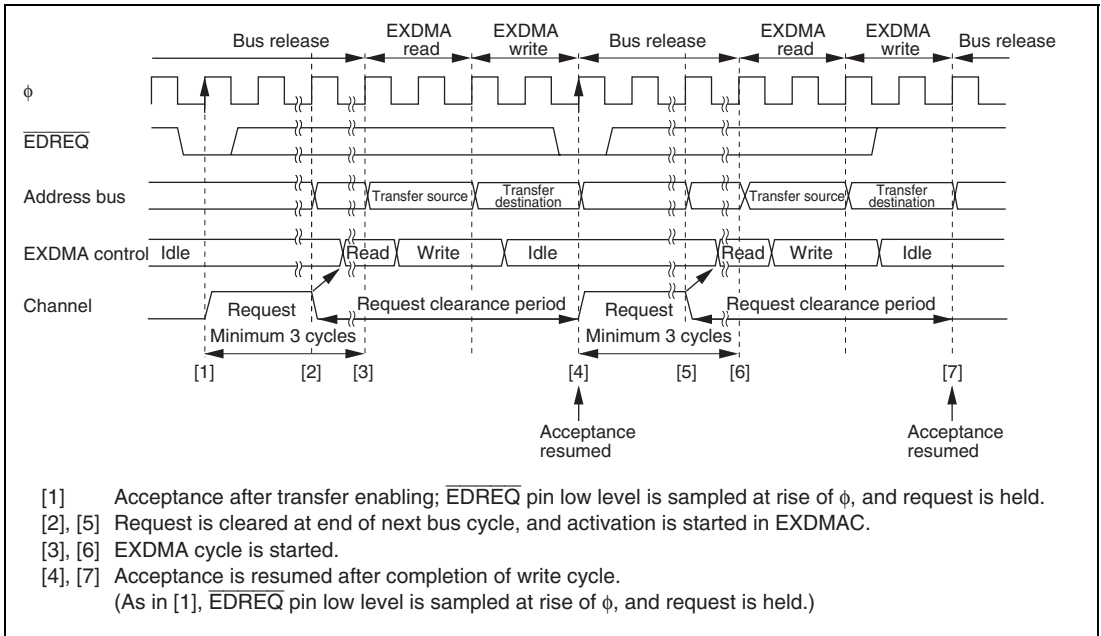 Bus release EXDMA read EXDMA write Bus release EXDMA read EXDMA write Bus release
φ
EDREQ
Address bus Transfer source Transfer destination Transfer source Transfer destination
EXDMA control Idle Read Write Idle Read Write Idle
Channel Request Request clearance period Request Request clearance period
Minimum 3 cycles Minimum 3 cycles
[1] [2] [3] [4] [5] [6] [7]
Acceptance resumed Acceptance resumed
[1] Acceptance after transfer enabling; EDREQ pin low level is sampled at rise of φ, and request is held.
[2], [5] Request is cleared at end of next bus cycle, and activation is started in EXDMAC.
[3], [6] EXDMA cycle is started.
[4], [7] Acceptance is resumed after completion of write cycle.
(As in [1], EDREQ pin low level is sampled at rise of φ, and request is held.)